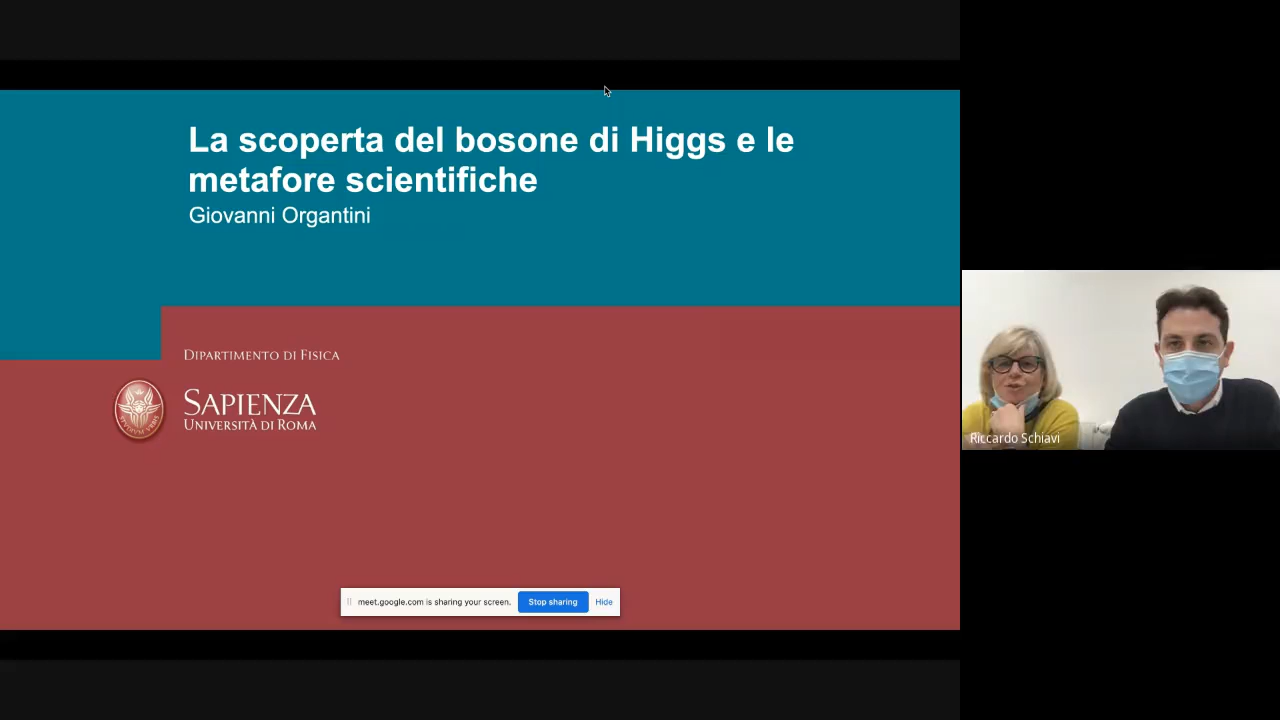 La scoperta del bosone di Higgs e le
metafore scientifiche
Giovanni Organtini
DIPARTIMENTO DI FISICA
SAPIENZA
UNIVERSITÀ DI ROMA
meet.google.com is sharing your screen.
Stop sharing
Hide
Riccardo Schiavi